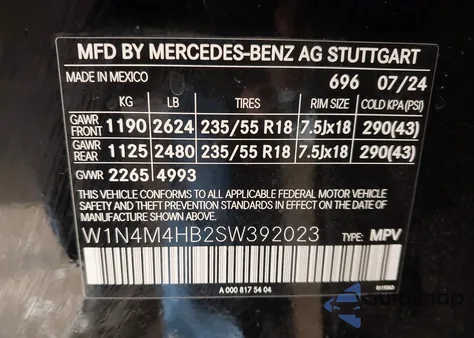 MFD BY MERCEDES-BENZ AG STUTTGART
MADE IN MEXICO 696 07/24
KG LB TIRES RIM SIZE COLD KPA(PSI)
GAWR FRONT 1190 2624 235/55 R18 7.5Jx18 290(43)
GAWR REAR 1125 2480 235/55 R18 7.5Jx18 290(43)
GVWR 2265 4993
THIS VEHICLE CONFORMS TO ALL APPLICABLE FEDERAL MOTOR VEHICLE
SAFETY AND THEFT PREVENTION STANDARDS IN EFFECT ON THE
DATE OF MANUFACTURE SHOWN ABOVE.
W1N4M4HB2SW392023 TYPE: MPV
A 000 817 54 04